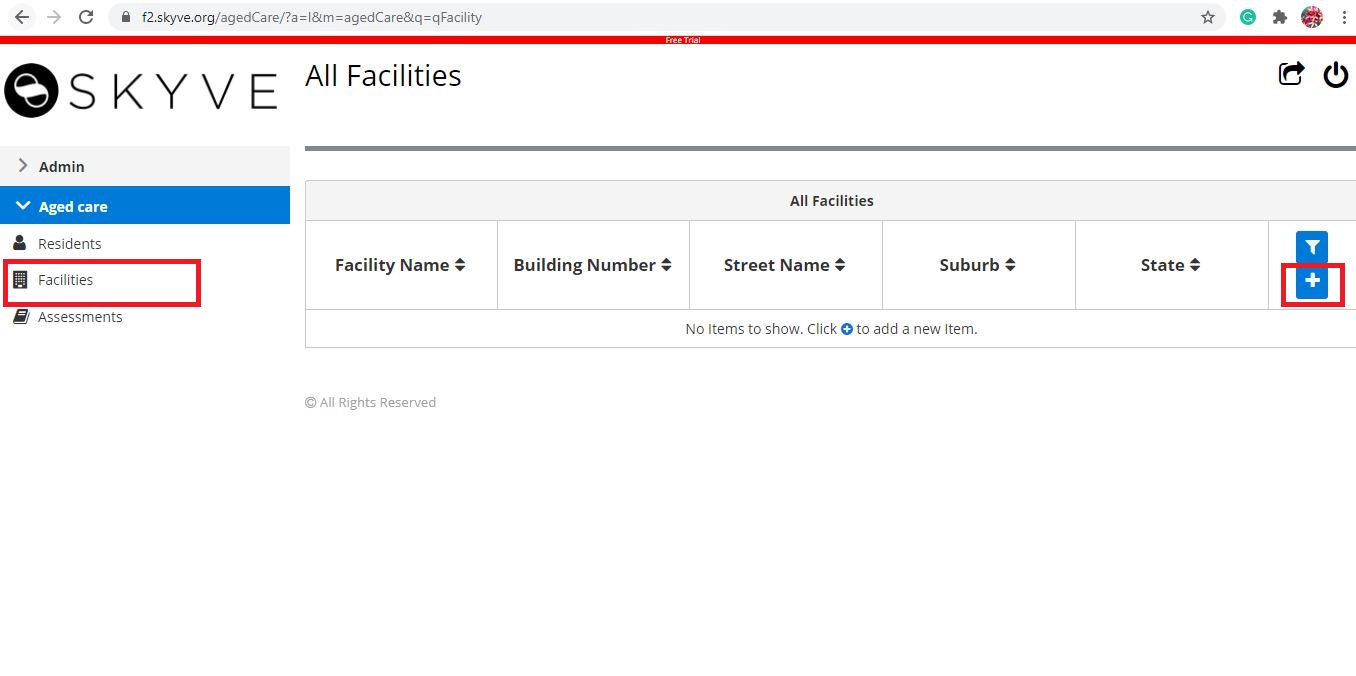 f2.skyve.org/agedCare/?a=l&m=agedCare&q=qFacility
Free Trial
SKYVE
All Facilities
Admin
Aged care
Residents
Facilities
Assessments
All Facilities
Facility Name
Building Number
Street Name
Suburb
State
No Items to show. Click to add a new Item.
© All Rights Reserved